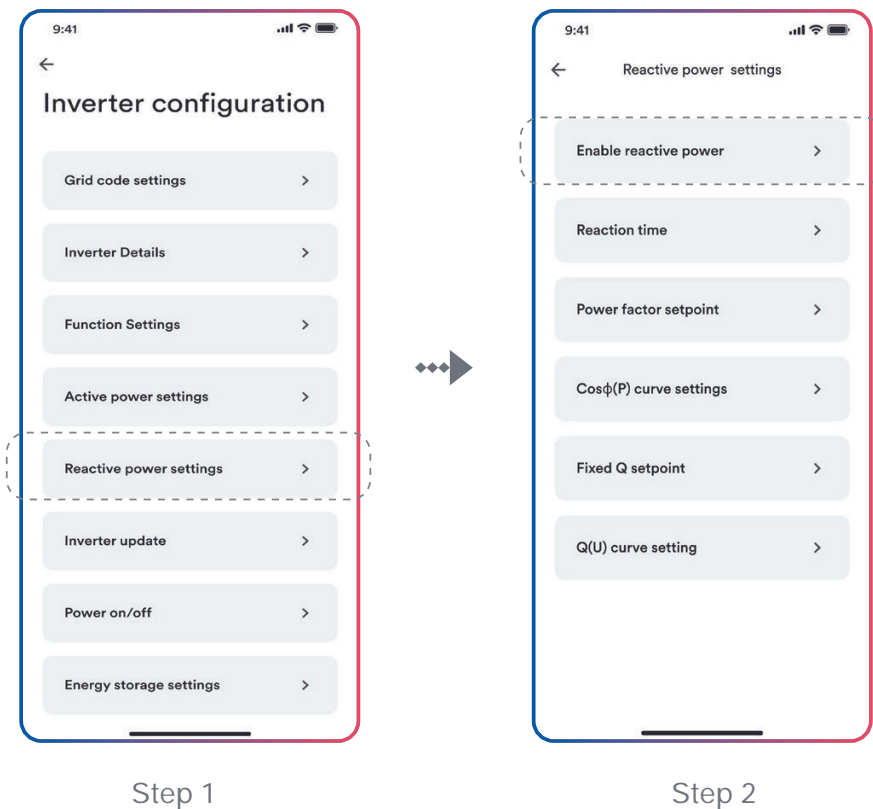 9:41
Inverter configuration
Grid code settings
Inverter Details
Function Settings
Active power settings
Reactive power settings
Inverter update
Power on/off
Energy storage settings
Step 1
9:41
Reactive power settings
Enable reactive power
Reaction time
Power factor setpoint
Cosϕ(P) curve settings
Fixed Q setpoint
Q(U) curve setting
Step 2